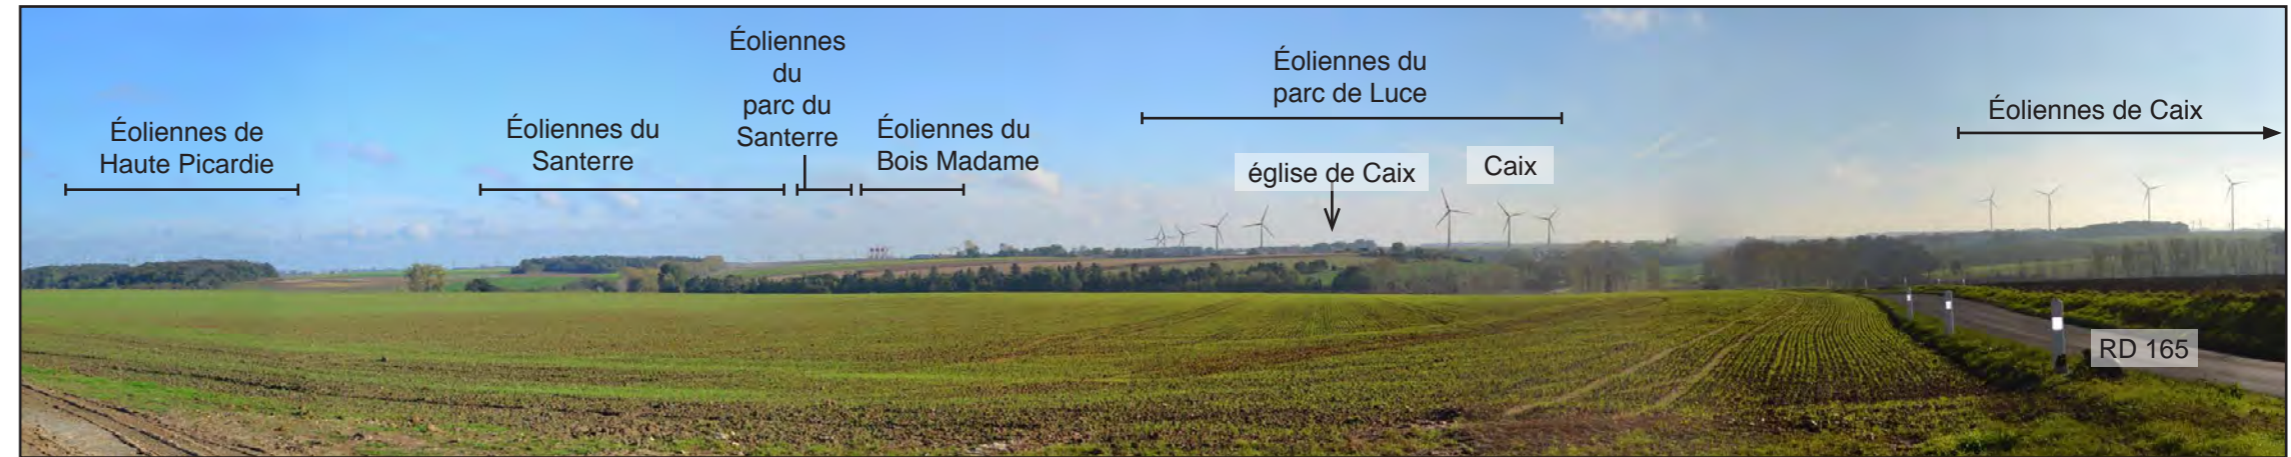 Éoliennes de
Haute Picardie
Éoliennes du
Santerre
Éoliennes
du
parc du
Santerre
Éoliennes du
Bois Madame
Éoliennes du
parc de Luce
église de Caix
Caix
Éoliennes de Caix
RD 165